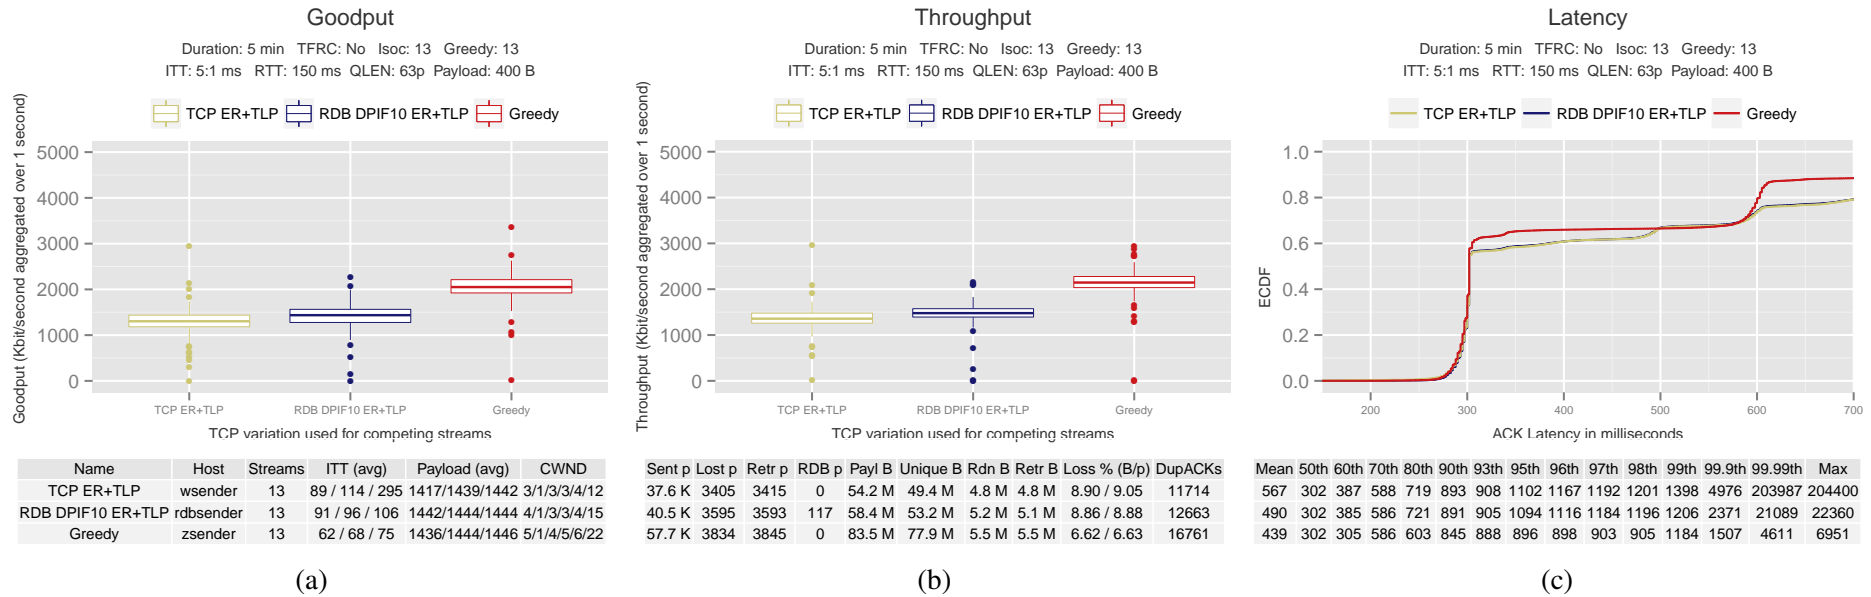 Goodput
Duration: 5 min TFRC: No Isoc: 13 Greedy: 13
ITT: 5:1 ms RTT: 150 ms QLEN: 63p Payload: 400 B
TCP ER+TLP RDB DPIF10 ER+TLP Greedy
Goodput (Kbit/second aggregated over 1 second)
5000
4000
3000
2000
1000
0
TCP ER+TLP RDB DPIF10 ER+TLP Greedy
TCP variation used for competing streams
Name Host Streams ITT (avg) Payload (avg) CWND
TCP ER+TLP wsender 13 89 / 114 / 295 1417/1439/1442 3/1/3/3/4/12
RDB DPIF10 ER+TLP rdbsender 13 91 / 96 / 106 1442/1444/1444 4/1/3/3/4/15
Greedy zsender 13 62 / 68 / 75 1436/1444/1446 5/1/4/5/6/22
(a)
Throughput
Duration: 5 min TFRC: No Isoc: 13 Greedy: 13
ITT: 5:1 ms RTT: 150 ms QLEN: 63p Payload: 400 B
TCP ER+TLP RDB DPIF10 ER+TLP Greedy
Throughput (Kbit/second aggregated over 1 second)
5000
4000
3000
2000
1000
0
TCP ER+TLP RDB DPIF10 ER+TLP Greedy
TCP variation used for competing streams
Sent p Lost p Retr p RDB p Payl B Unique B Rdn B Retr B Loss % (B/p) DupACKs
37.6 K 3405 3415 0 54.2 M 49.4 M 4.8 M 4.8 M 8.90 / 9.05 11714
40.5 K 3595 3593 117 58.4 M 53.2 M 5.2 M 5.1 M 8.86 / 8.88 12663
57.7 K 3834 3845 0 83.5 M 77.9 M 5.5 M 5.5 M 6.62 / 6.63 16761
(b)
Latency
Duration: 5 min TFRC: No Isoc: 13 Greedy: 13
ITT: 5:1 ms RTT: 150 ms QLEN: 63p Payload: 400 B
TCP ER+TLP RDB DPIF10 ER+TLP Greedy
ECDF
1.0
0.8
0.6
0.4
0.2
0.0
200 300 400 500 600 700
ACK Latency in milliseconds
Mean 50th 60th 70th 80th 90th 93th 95th 96th 97th 98th 99th 99.9th 99.99th Max
567 302 387 588 719 893 908 1102 1167 1192 1201 1398 4976 203987 204400
490 302 385 586 721 891 905 1094 1116 1184 1196 1206 2371 21089 22360
439 302 305 586 603 845 888 896 898 903 905 1184 1507 4611 6951
(c)